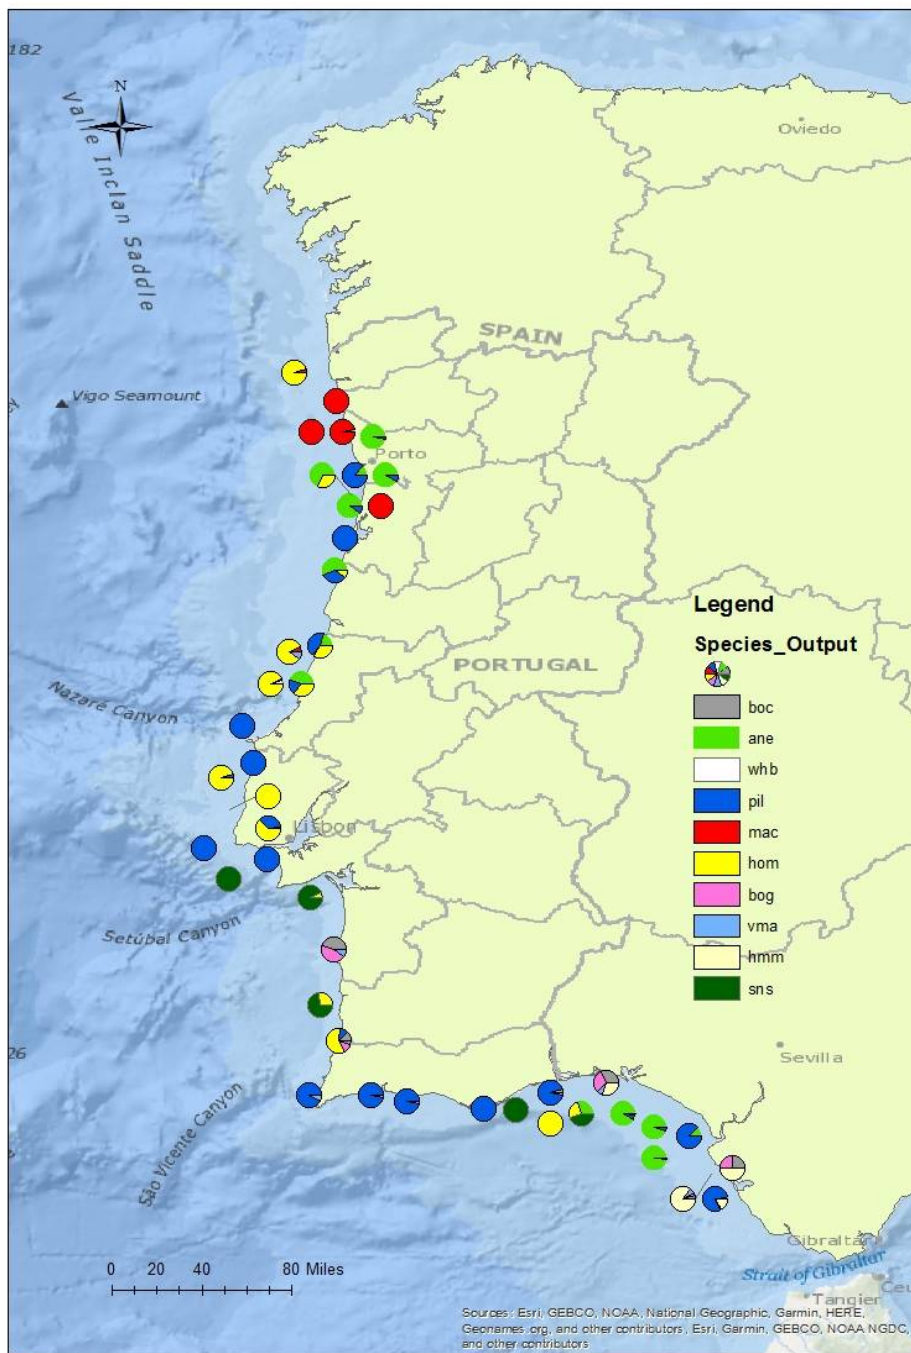 182
Valle Inclan Saddle
N
Oviedo
SPAIN
Vigo Seamount
Porto
PORTUGAL
Nazaré Canyon
Lisbon
Setúbal Canyon
Legend
Species_Output
boc
ane
whb
pil
mac
hom
bog
vma
hmm
sns
26
Sevilla
São Vicente Canyon
Gibraltar
Strait of Gibraltar
Ceu
Tangier
0 20 40 80 Miles
Sources: Esri, GEBCO, NOAA, National Geographic, Garmin, HERE,
Geonames.org, and other contributors, Esri, Garmin, GEBCO, NOAA NGDC,
and other contributors